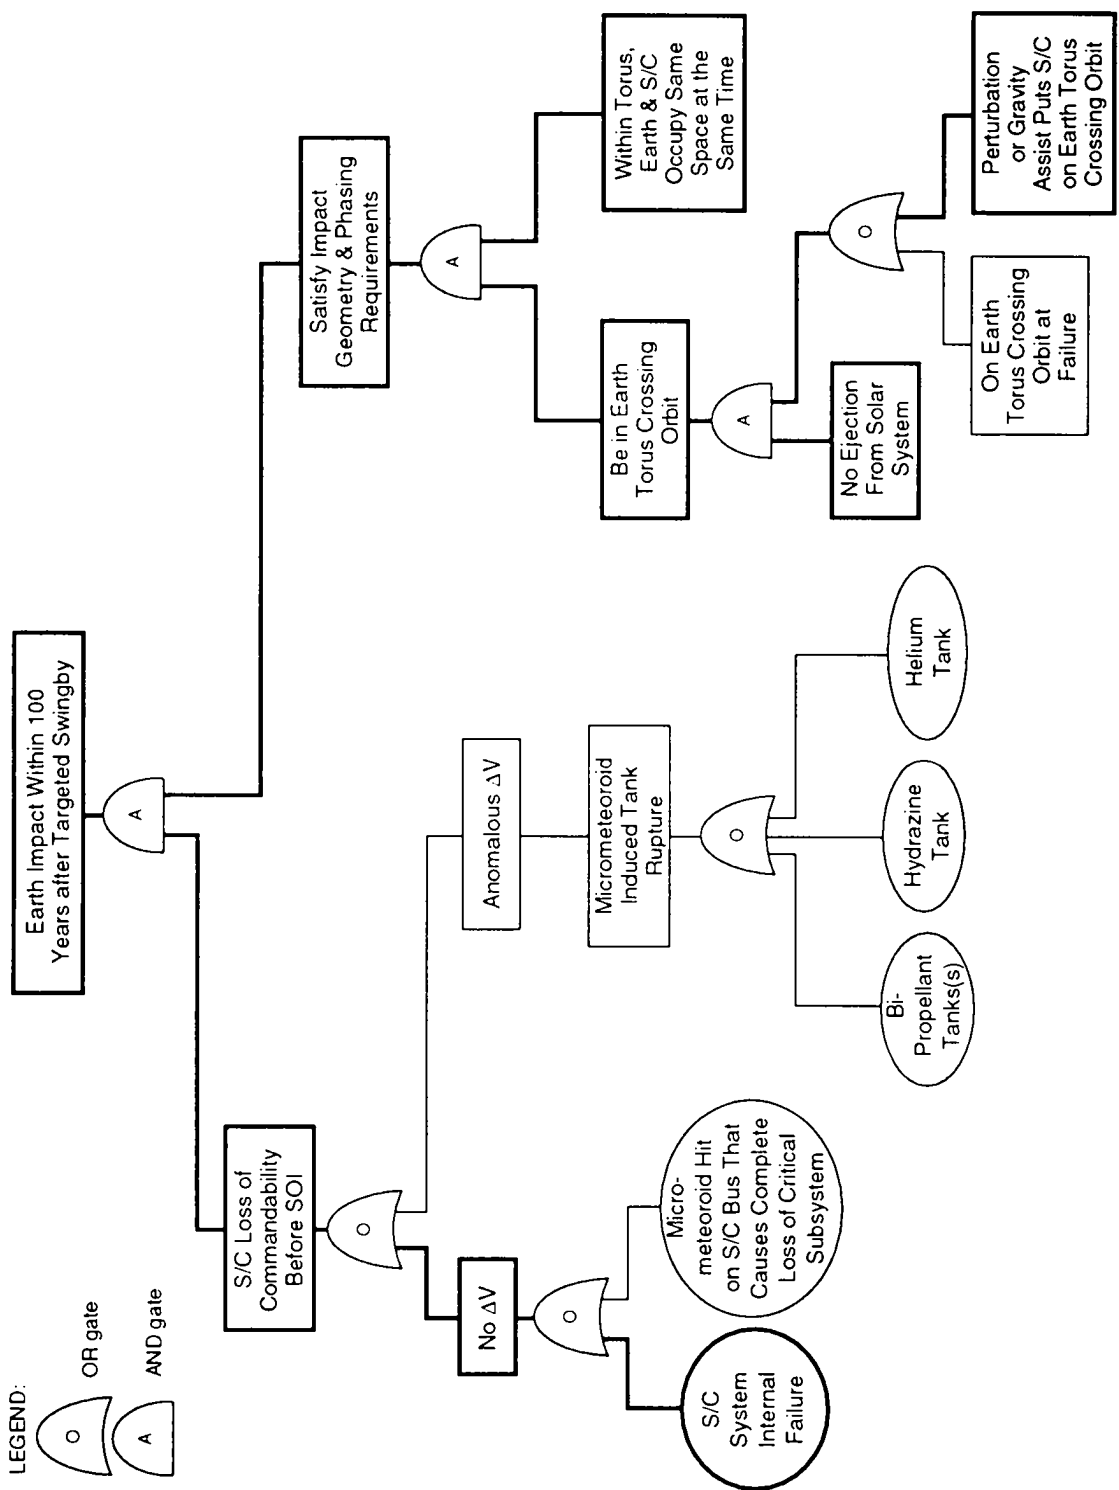 LEGEND:
O
OR gate
A
AND gate
Earth Impact Within 100
Years after Targeted Swingby
A
S/C Loss of
Commandability
Before SOI
O
No ΔV
O
S/C
System
Internal
Failure
Micro-
meteoroid Hit
on S/C Bus That
Causes Complete
Loss of Critical
Subsystem
Anomalous ΔV
Micrometeoroid
Induced Tank
Rupture
O
Bi-
Propellant
Tanks(s)
Hydrazine
Tank
Helium
Tank
Satisfy Impact
Geometry & Phasing
Requirements
A
Be in Earth
Torus Crossing
Orbit
A
No Ejection
From Solar
System
O
On Earth
Torus Crossing
Orbit at
Failure
Perturbation
or Gravity
Assist Puts S/C
on Earth Torus
Crossing Orbit
Within Torus,
Earth & S/C
Occupy Same
Space at the
Same Time